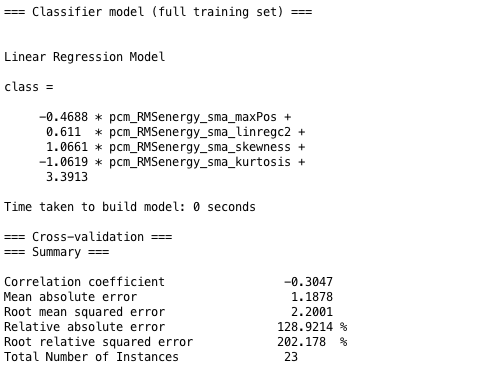 === Classifier model (full training set) ===
Linear Regression Model
class =
-0.4688 * pcm_RMSenergy_sma_maxPos +
0.611 * pcm_RMSenergy_sma_linregc2 +
1.0661 * pcm_RMSenergy_sma_skewness +
-1.0619 * pcm_RMSenergy_sma_kurtosis +
3.3913
Time taken to build model: 0 seconds
=== Cross-validation ===
=== Summary ===
Correlation coefficient -0.3047
Mean absolute error 1.1878
Root mean squared error 2.2001
Relative absolute error 128.9214 %
Root relative squared error 202.178 %
Total Number of Instances 23